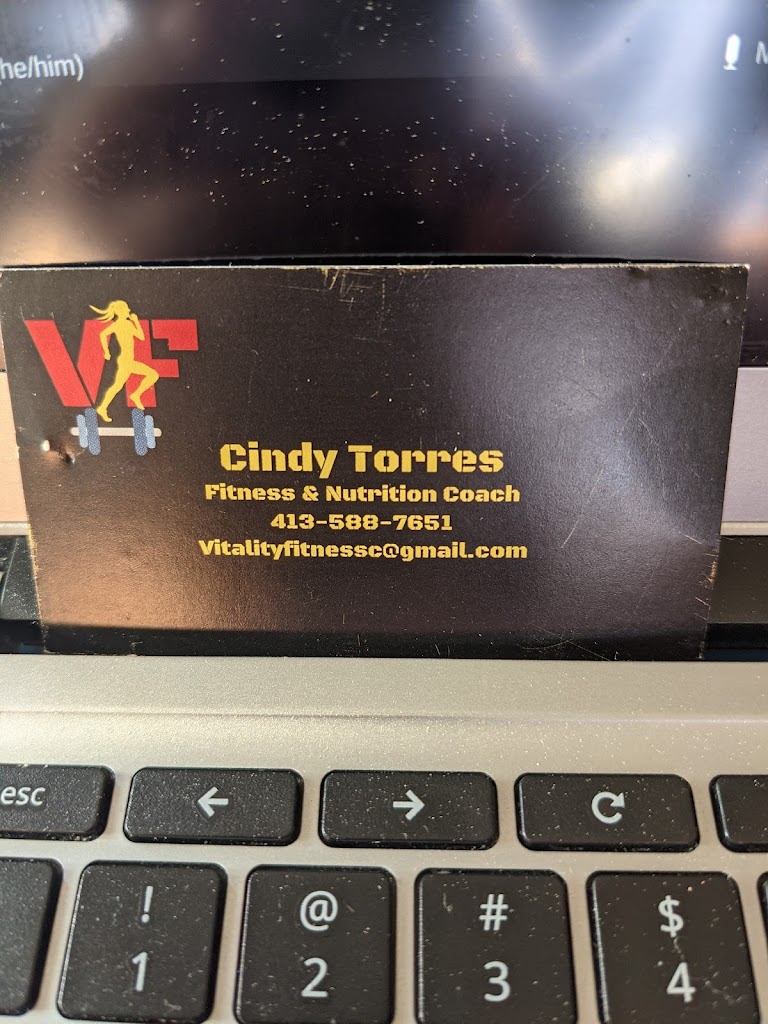 he/him)
M
VF
Cindy Torres
Fitness & Nutrition Coach
413-588-7651
Vitalityfitnessc@gmail.com
esc
! @ # $
1 2 3 4